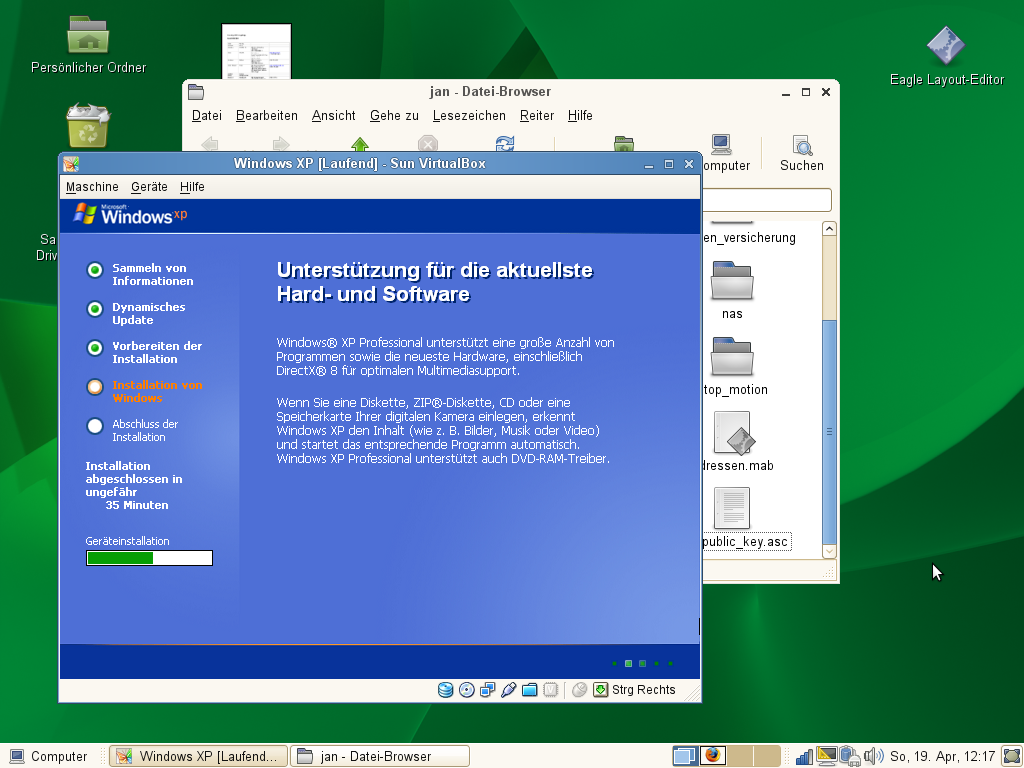 Persönlicher Ordner
Eagle Layout-Editor
jan - Datei-Browser
Datei Bearbeiten Ansicht Gehe zu Lesezeichen Reiter Hilfe
omputer Suchen
Windows XP [Laufend] - Sun VirtualBox
Maschine Geräte Hilfe
Microsoft
Windows xp
Sa
Driv
en_versicherung
nas
top_motion
dressen.mab
public_key.asc
Sammeln von
Informationen
Dynamisches
Update
Vorbereiten der
Installation
Installation von
Windows
Abschluss der
Installation
Installation
abgeschlossen in
ungefähr
35 Minuten
Geräteinstallation
Unterstützung für die aktuellste
Hard- und Software
Windows® XP Professional unterstützt eine große Anzahl von
Programmen sowie die neueste Hardware, einschließlich
DirectX® 8 für optimalen Multimediasupport.
Wenn Sie eine Diskette, ZIP®-Diskette, CD oder eine
Speicherkarte Ihrer digitalen Kamera einlegen, erkennt
Windows XP den Inhalt (wie z. B. Bilder, Musik oder Video)
und startet das entsprechende Programm automatisch.
Windows XP Professional unterstützt auch DVD-RAM-Treiber.
Strg Rechts
Computer Windows XP [Laufend... jan - Datei-Browser So, 19. Apr, 12:17